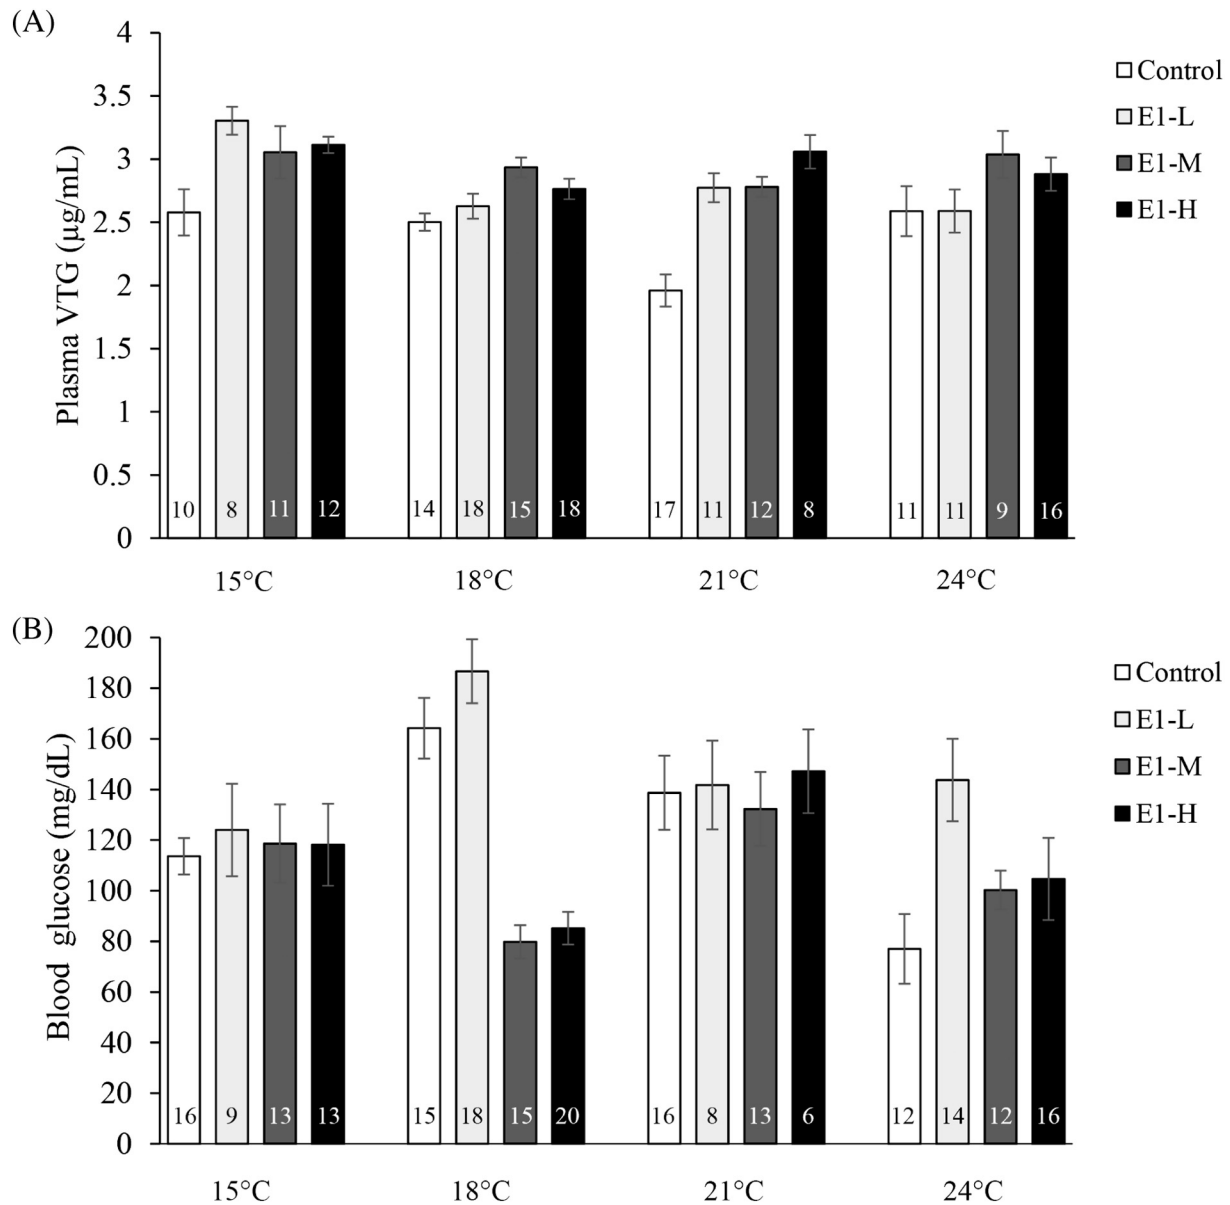 (A)
Plasma VTG (µg/mL)
4
3.5
3
2.5
2
1.5
1
0.5
0
10 8 11 12 14 18 15 18 17 11 12 8 11 11 9 16
15°C 18°C 21°C 24°C
Control
E1-L
E1-M
E1-H
(B)
Blood glucose (mg/dL)
200
180
160
140
120
100
80
60
40
20
0
16 9 13 13 15 18 15 20 16 8 13 6 12 14 12 16
15°C 18°C 21°C 24°C
Control
E1-L
E1-M
E1-H